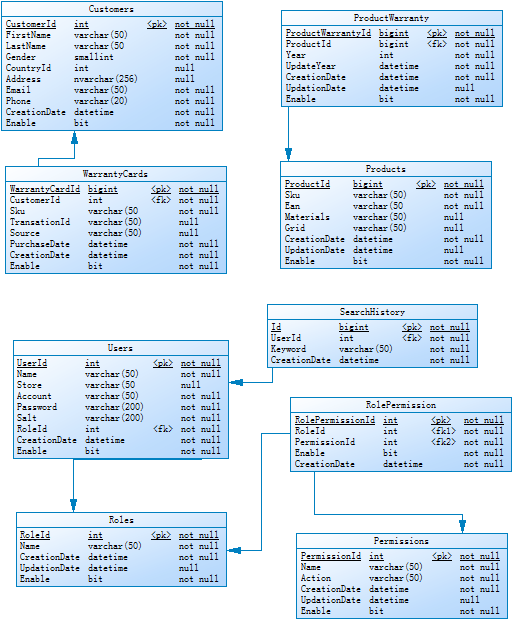 Customers
CustomerId int <pk> not null
FirstName varchar(50) not null
LastName varchar(50 not null
Gender smallint not null
CountryId int null
Address nvarchar(256) null
Email varchar(50) not null
Phone varchar(20) not null
CreationDate datetime not null
Enable bit not null
ProductWarranty
ProductWarrantyId bigint <pk> not null
ProductId bigint <fk> not null
Year int not null
UpdateYear datetime not null
CreationDate datetime not null
UpdationDate datetime null
Enable bit not null
WarrantyCards
WarrantyCardId bigint <pk> not null
CustomerId int <fk> not null
Sku varchar(50 not null
TransationId varchar(50) null
Source varchar(50) null
PurchaseDate datetime not null
CreationDate datetime not null
Enable bit not null
Products
ProductId bigint <pk> not null
Sku varchar(50) not null
Ean varchar(50 not null
Materials varchar(50) null
Grid varchar(50) null
CreationDate datetime not null
UpdationDate datetime null
Enable bit not null
SearchHistory
Id bigint <pk> not null
UserId int <fk> not null
Keyword varchar(50) not null
CreationDate datetime not null
Users
UserId int <pk> not null
Name varchar(50) not null
Store varchar(50 null
Account varchar(50) not null
Password varchar(200) not null
Salt varchar(200) not null
RoleId int <fk> not null
CreationDate datetime not null
Enable bit not null
RolePermission
RolePermissionId int <pk> not null
RoleId int <fk1> not null
PermissionId int <fk2> not null
Enable bit not null
CreationDate datetime not null
Roles
RoleId int <pk> not null
Name varchar(50) not null
CreationDate datetime not null
UpdationDate datetime null
Enable bit not null
Permissions
PermissionId int <pk> not null
Name varchar(50) not null
Action varchar(50) not null
CreationDate datetime not null
UpdationDate datetime null
Enable bit not null